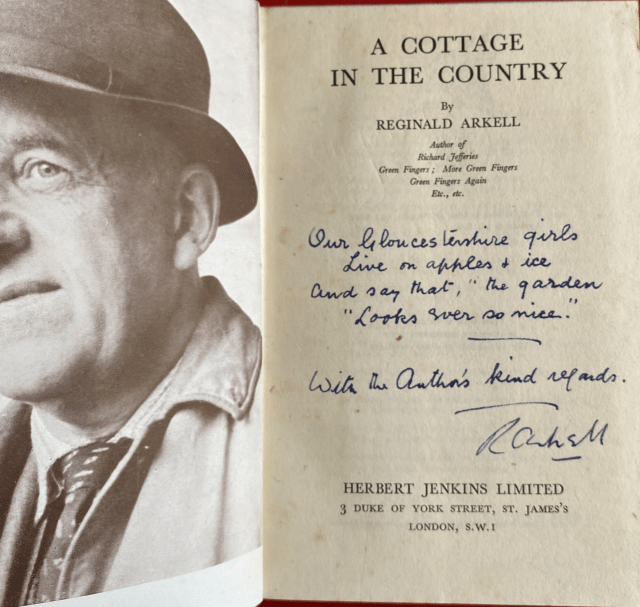 A COTTAGE
IN THE COUNTRY
By
REGINALD ARKELL
Author of
Richard Jefferies
Green Fingers; More Green Fingers
Green Fingers Again
Etc., etc.
Our Gloucestershire girls
Live on apples & ice
And say that, "the garden
"Looks ever so nice."
With the Author's kind regards.
R Arkell
HERBERT JENKINS LIMITED
3 DUKE OF YORK STREET, ST. JAMES'S
LONDON, S.W.1